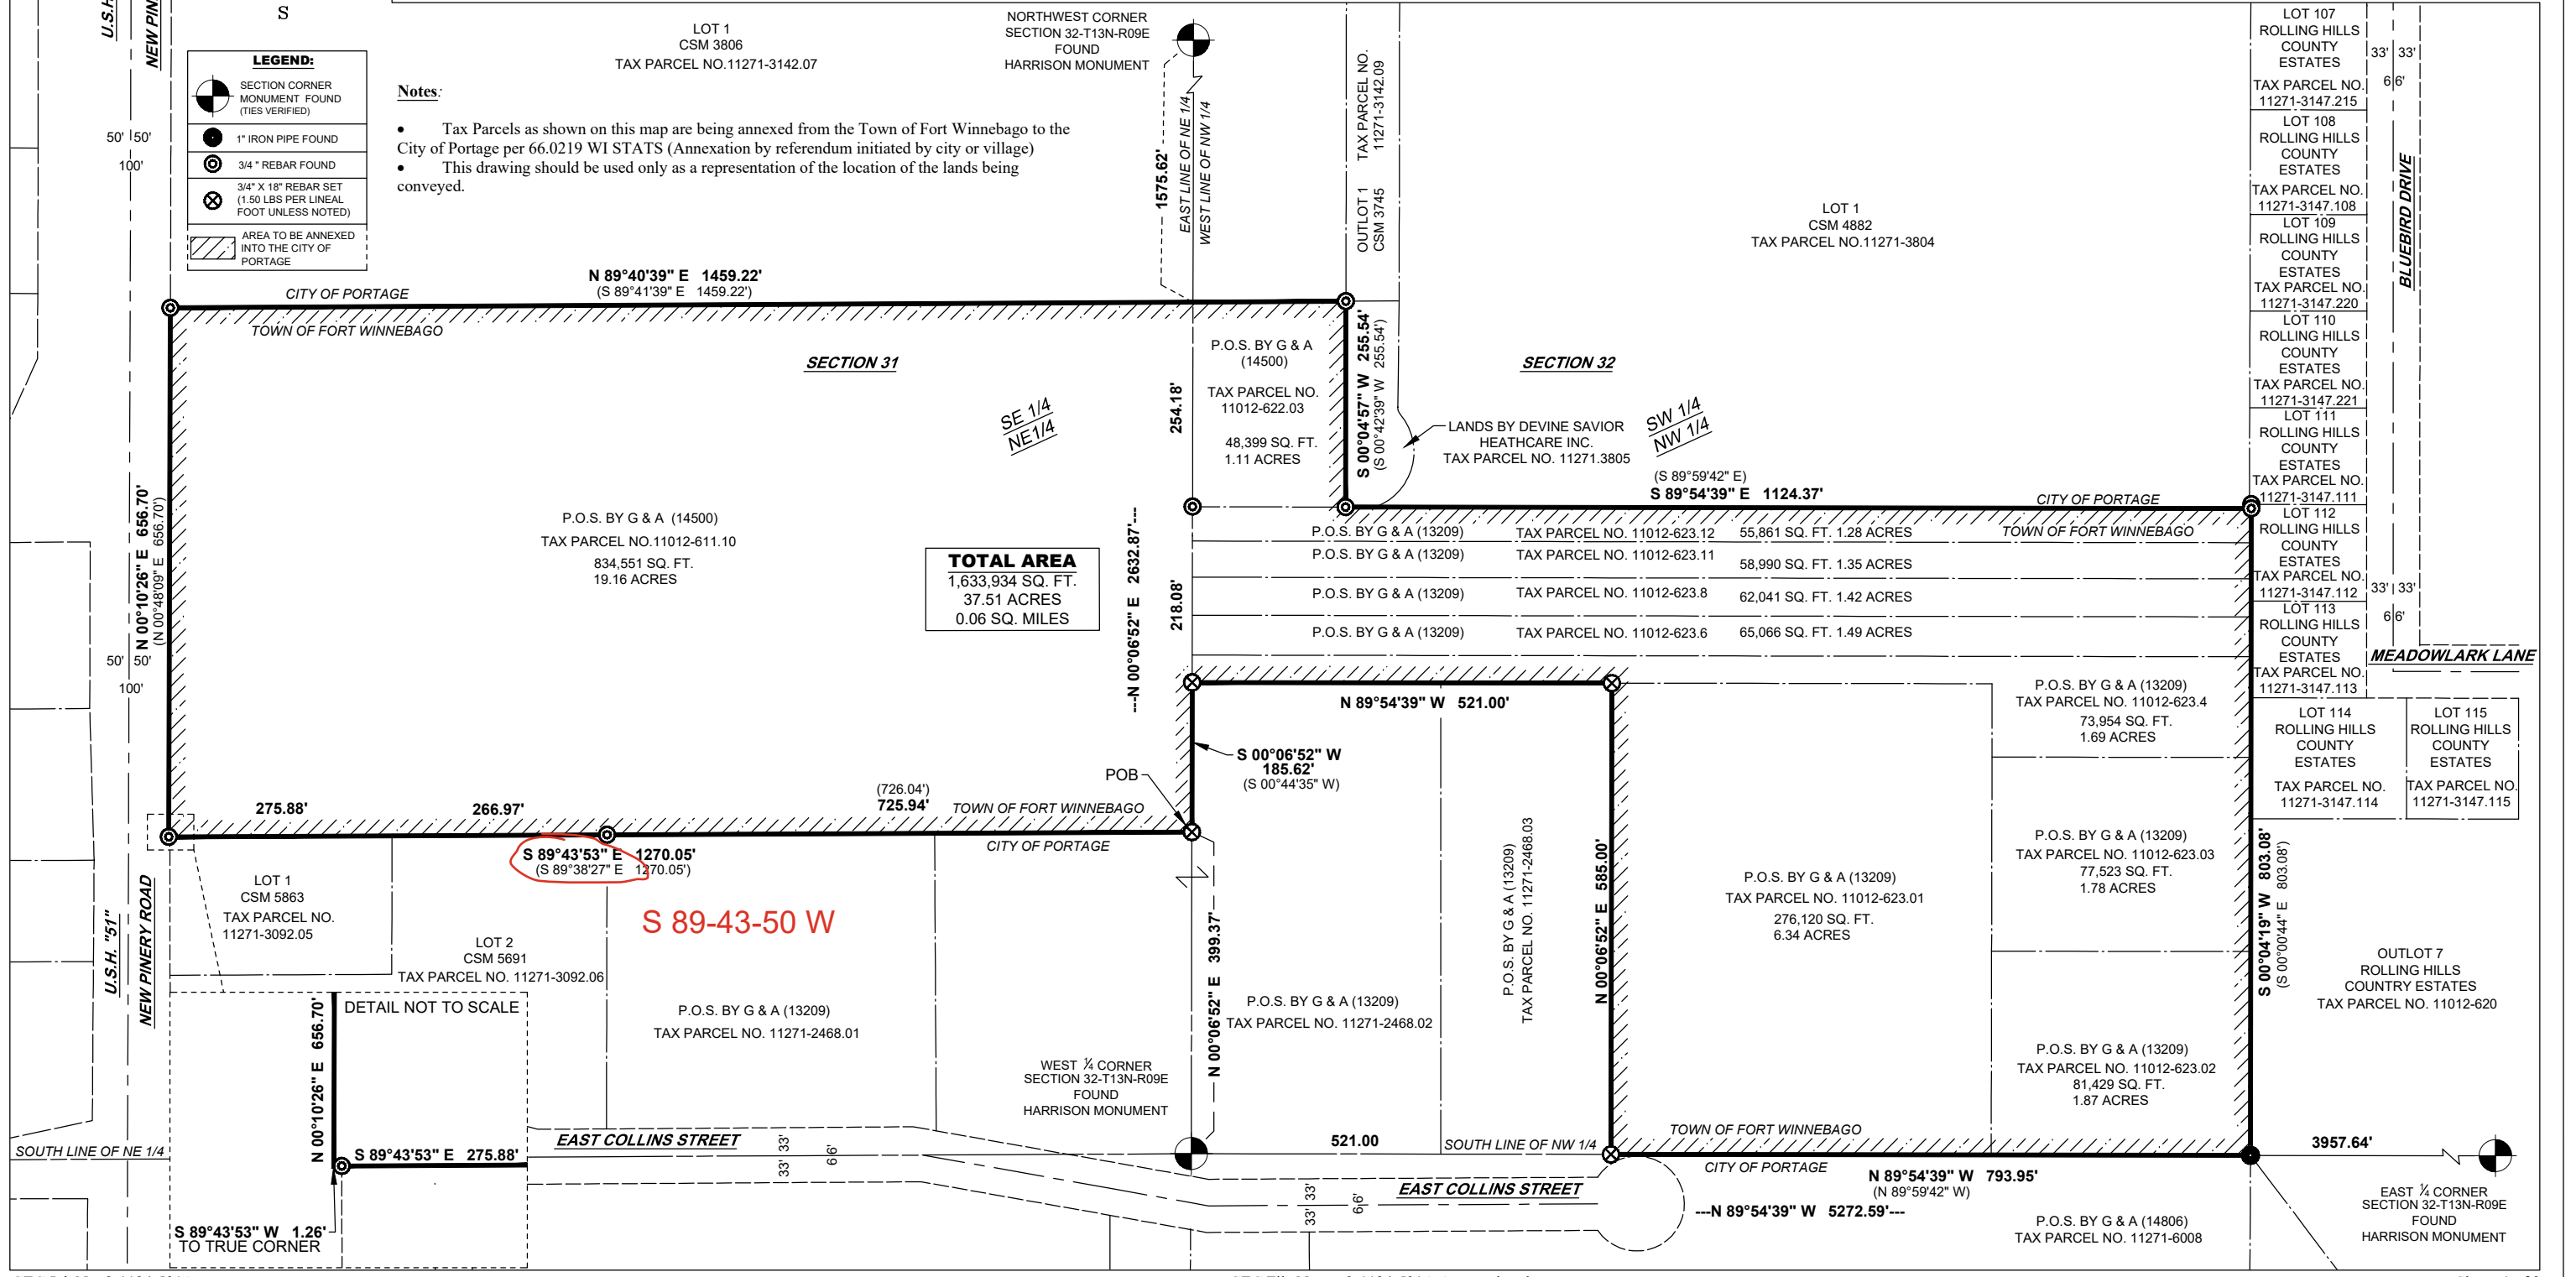 S
U.S.H.
NEW PIN
LEGEND:
SECTION CORNER
MONUMENT FOUND
(TIES VERIFIED)
1" IRON PIPE FOUND
3/4 " REBAR FOUND
3/4" X 18" REBAR SET
(1.50 LBS PER LINEAL
FOOT UNLESS NOTED)
AREA TO BE ANNEXED
INTO THE CITY OF
PORTAGE
50' 50'
100'
LOT 1
CSM 3806
TAX PARCEL NO.11271-3142.07
Notes:
• Tax Parcels as shown on this map are being annexed from the Town of Fort Winnebago to the
City of Portage per 66.0219 WI STATS (Annexation by referendum initiated by city or village)
• This drawing should be used only as a representation of the location of the lands being
conveyed.
NORTHWEST CORNER
SECTION 32-T13N-R09E
FOUND
HARRISON MONUMENT
1575.62'
EAST LINE OF NE 1/4
WEST LINE OF NW 1/4
OUTLOT 1
CSM 3745
TAX PARCEL NO.
11271-3142.09
LOT 1
CSM 4882
TAX PARCEL NO.11271-3804
LOT 107
ROLLING HILLS
COUNTY
ESTATES
TAX PARCEL NO.
11271-3147.215
LOT 108
ROLLING HILLS
COUNTY
ESTATES
TAX PARCEL NO.
11271-3147.108
LOT 109
ROLLING HILLS
COUNTY
ESTATES
TAX PARCEL NO.
11271-3147.220
LOT 110
ROLLING HILLS
COUNTY
ESTATES
TAX PARCEL NO.
11271-3147.221
LOT 111
ROLLING HILLS
COUNTY
ESTATES
TAX PARCEL NO.
11271-3147.111
LOT 112
ROLLING HILLS
COUNTY
ESTATES
TAX PARCEL NO.
11271-3147.112
LOT 113
ROLLING HILLS
COUNTY
ESTATES
TAX PARCEL NO.
11271-3147.113
33' 33'
66'
BLUEBIRD DRIVE
33' 33'
66'
MEADOWLARK LANE
LOT 114
ROLLING HILLS
COUNTY
ESTATES
TAX PARCEL NO.
11271-3147.114
LOT 115
ROLLING HILLS
COUNTY
ESTATES
TAX PARCEL NO.
11271-3147.115
CITY OF PORTAGE
N 89°40'39" E 1459.22'
(S 89°41'39" E 1459.22')
TOWN OF FORT WINNEBAGO
SECTION 31
SE 1/4
NE1/4
P.O.S. BY G & A
(14500)
TAX PARCEL NO.
11012-622.03
48,399 SQ. FT.
1.11 ACRES
254.18'
S 00°04'57" W 255.54'
(S 00°42'39" W 255.54')
SECTION 32
SW 1/4
NW 1/4
LANDS BY DEVINE SAVIOR
HEATHCARE INC.
TAX PARCEL NO. 11271.3805
(S 89°59'42" E)
S 89°54'39" E 1124.37'
CITY OF PORTAGE
TOWN OF FORT WINNEBAGO
N 00°10'26" E 656.70'
(N 00°48'09" E 656.70')
50' 50'
100'
P.O.S. BY G & A (14500)
TAX PARCEL NO.11012-611.10
834,551 SQ. FT.
19.16 ACRES
TOTAL AREA
1,633,934 SQ. FT.
37.51 ACRES
0.06 SQ. MILES
---N 00°06'52" E 2632.87'---
218.08'
P.O.S. BY G & A (13209) TAX PARCEL NO. 11012-623.12 55,861 SQ. FT. 1.28 ACRES
P.O.S. BY G & A (13209) TAX PARCEL NO. 11012-623.11 58,990 SQ. FT. 1.35 ACRES
P.O.S. BY G & A (13209) TAX PARCEL NO. 11012-623.8 62,041 SQ. FT. 1.42 ACRES
P.O.S. BY G & A (13209) TAX PARCEL NO. 11012-623.6 65,066 SQ. FT. 1.49 ACRES
N 89°54'39" W 521.00'
P.O.S. BY G & A (13209)
TAX PARCEL NO. 11012-623.4
73,954 SQ. FT.
1.69 ACRES
S 00°06'52" W
185.62'
(S 00°44'35" W)
POB
275.88'
266.97'
(726.04')
725.94'
TOWN OF FORT WINNEBAGO
CITY OF PORTAGE
S 89°43'53" E 1270.05'
(S 89°38'27" E 1270.05')
S 89-43-50 W
LOT 1
CSM 5863
TAX PARCEL NO.
11271-3092.05
LOT 2
CSM 5691
TAX PARCEL NO. 11271-3092.06
U.S.H. "51"
NEW PINERY ROAD
P.O.S. BY G & A (13209)
TAX PARCEL NO. 11271-2468.01
N 00°06'52" E 399.37'
P.O.S. BY G & A (13209)
TAX PARCEL NO. 11271-2468.02
P.O.S. BY G & A (13209)
TAX PARCEL NO. 11271-2468.03
N 00°06'52" E 585.00'
P.O.S. BY G & A (13209)
TAX PARCEL NO. 11012-623.01
276,120 SQ. FT.
6.34 ACRES
P.O.S. BY G & A (13209)
TAX PARCEL NO. 11012-623.03
77,523 SQ. FT.
1.78 ACRES
P.O.S. BY G & A (13209)
TAX PARCEL NO. 11012-623.02
81,429 SQ. FT.
1.87 ACRES
S 00°04'19" W 803.08'
(S 00°00'44" E 803.08')
OUTLOT 7
ROLLING HILLS
COUNTRY ESTATES
TAX PARCEL NO. 11012-620
DETAIL NOT TO SCALE
N 00°10'26" E 656.70'
S 89°43'53" E 275.88'
S 89°43'53" W 1.26'
TO TRUE CORNER
SOUTH LINE OF NE 1/4
EAST COLLINS STREET
33' 33'
66'
WEST ¼ CORNER
SECTION 32-T13N-R09E
FOUND
HARRISON MONUMENT
521.00
SOUTH LINE OF NW 1/4
EAST COLLINS STREET
33' 33'
66'
TOWN OF FORT WINNEBAGO
CITY OF PORTAGE
N 89°54'39" W 793.95'
(N 89°59'42" W)
---N 89°54'39" W 5272.59'---
3957.64'
P.O.S. BY G & A (14806)
TAX PARCEL NO. 11271-6008
EAST ¼ CORNER
SECTION 32-T13N-R09E
FOUND
HARRISON MONUMENT